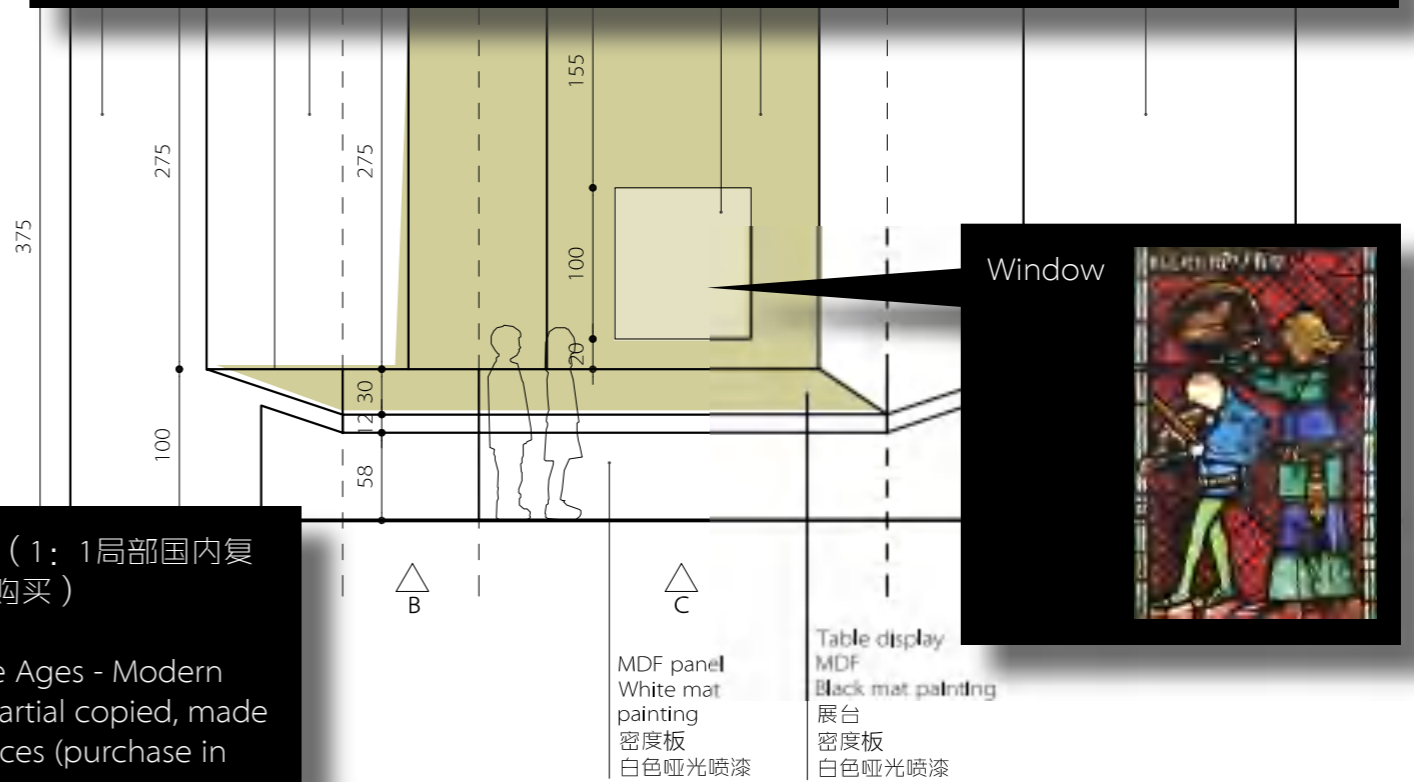 155
275
275
375
100
20
30
12
100
58
Window
B
C
（1：1局部国内复
购买）
e Ages - Modern
artial copied, made
ces (purchase in
MDF panel
White mat
painting
密度板
白色哑光喷漆
Table display
MDF
Black mat painting
展台
密度板
白色哑光喷漆